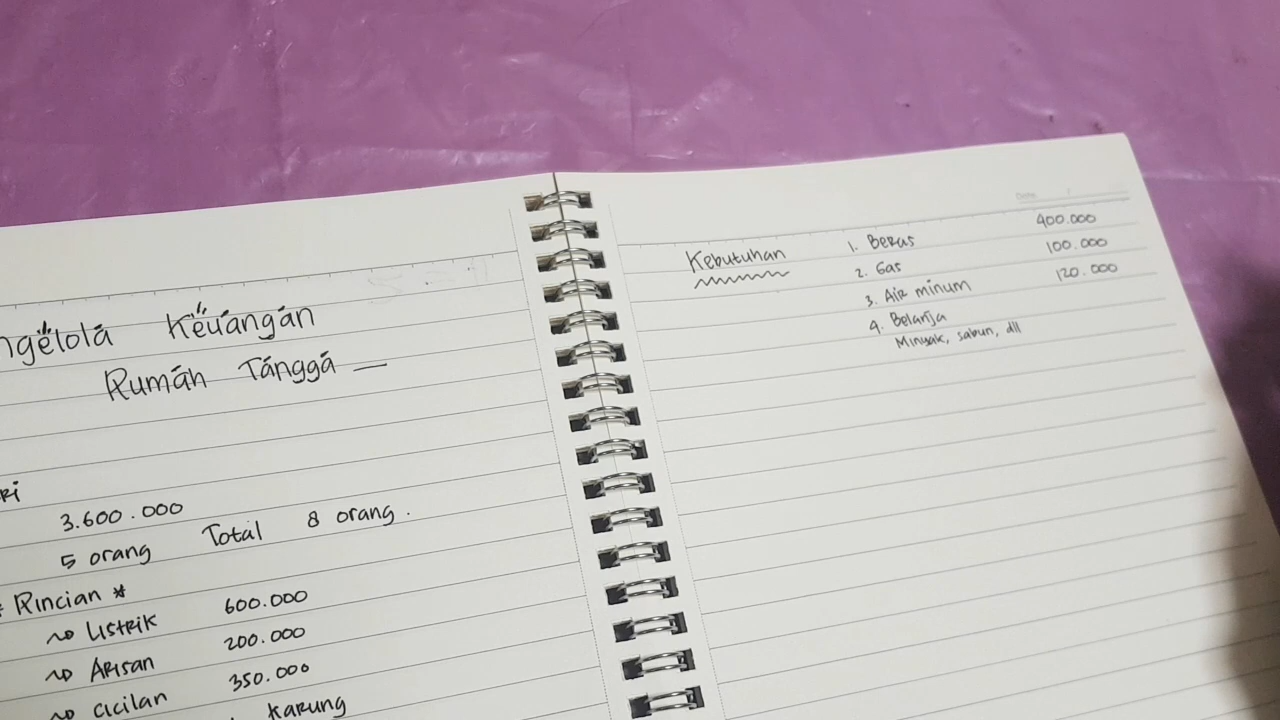 ngelola Keuangan
Rumah Tangga —
Ri
3.600.000
5 orang Total 8 orang.
* Rincian *
~> Listrik 600.000
~> Arisan 200.000
~> Cicilan 350.000
Karung
Date
Kebutuhan 1. Beras 400.000
2. Gas 100.000
3. Air minum 120.000
4. Belanja
Minyak, sabun, dll